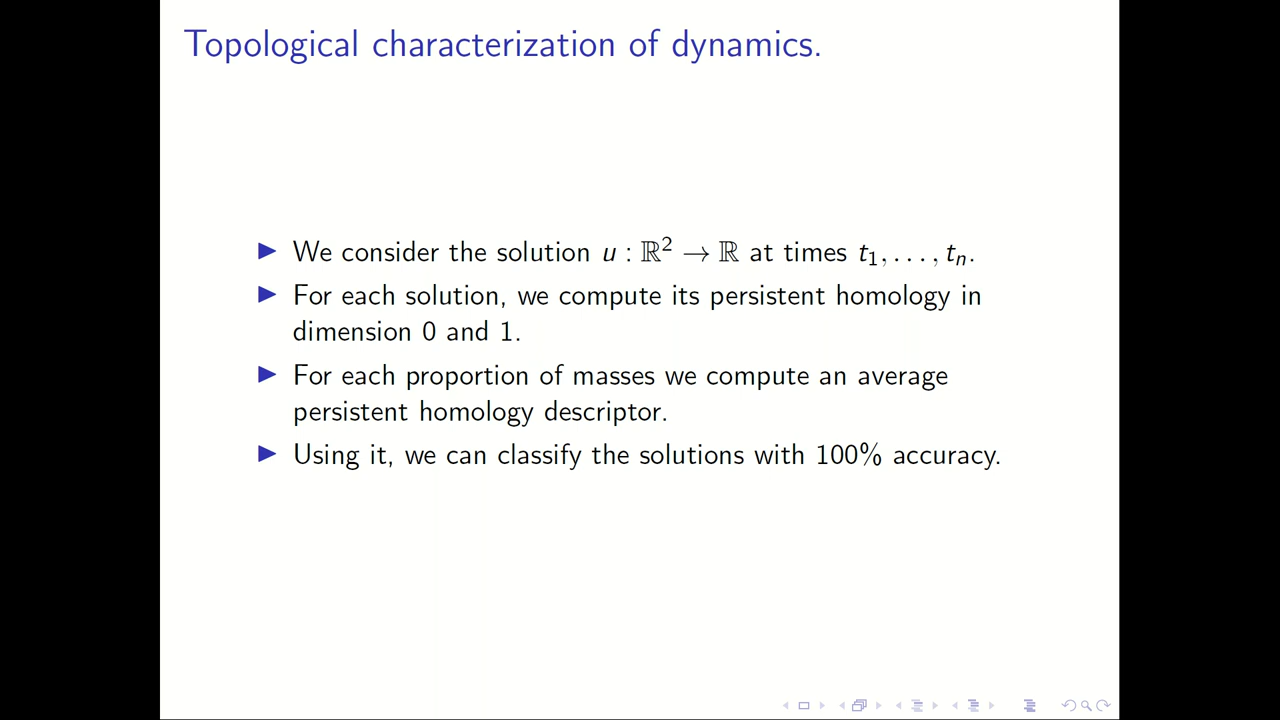 Topological characterization of dynamics.
We consider the solution u : ℝ² → ℝ at times t₁, . . . , tₙ.
For each solution, we compute its persistent homology in
dimension 0 and 1.
For each proportion of masses we compute an average
persistent homology descriptor.
Using it, we can classify the solutions with 100% accuracy.